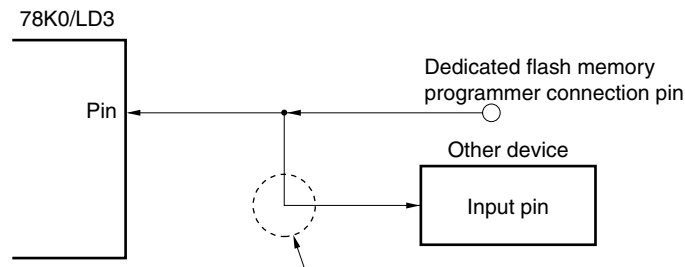 78K0/LD3
Dedicated flash memory
programmer connection pin
Pin
Other device
Input pin